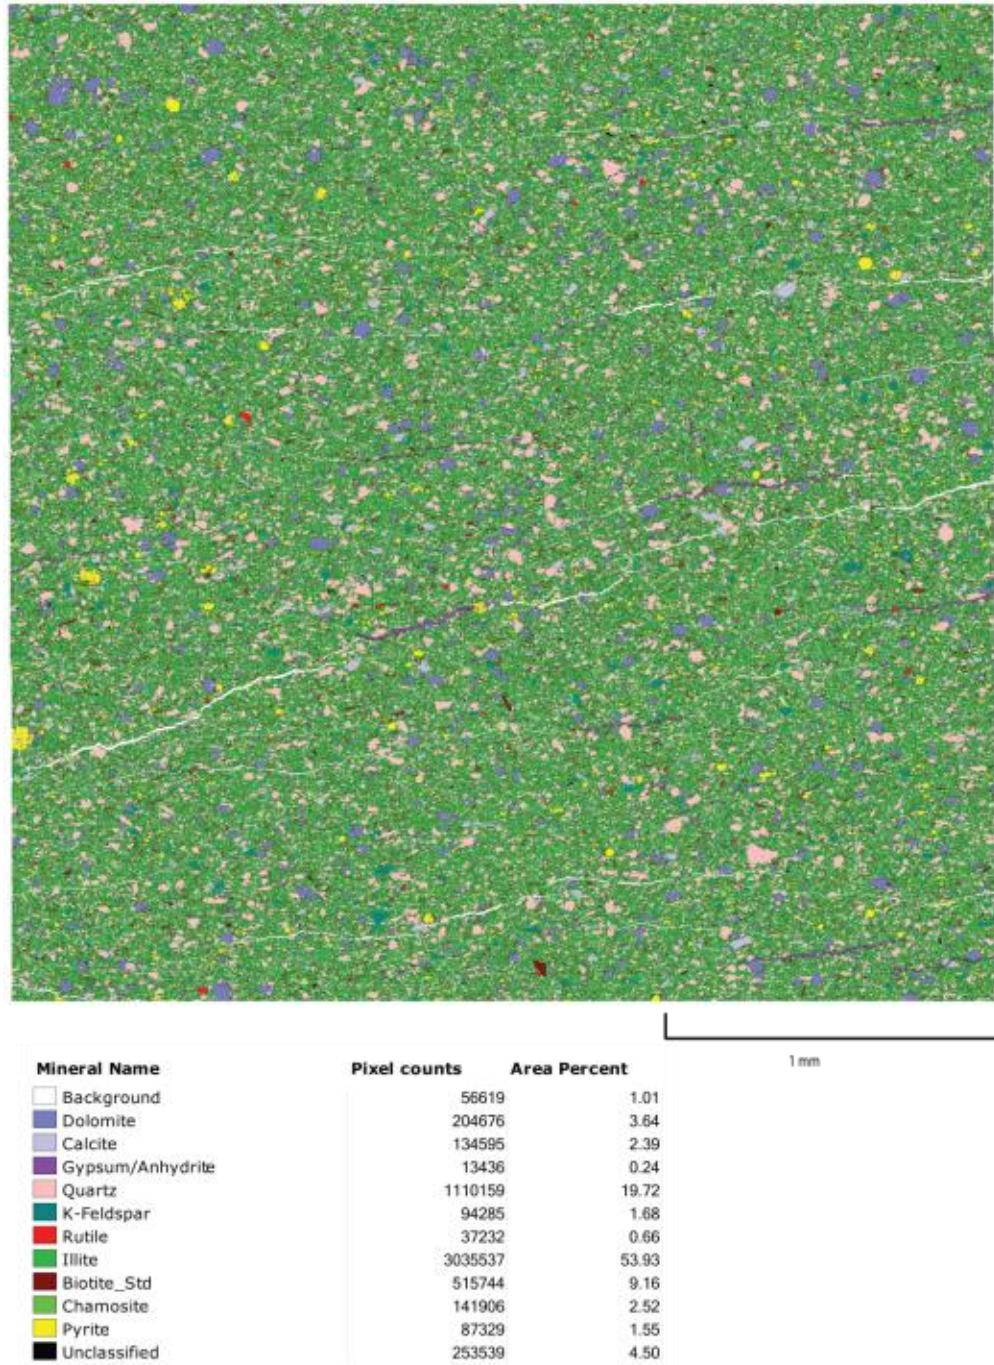 1 mm
Mineral Name Pixel counts Area Percent
Background 56619 1.01
Dolomite 204676 3.64
Calcite 134595 2.39
Gypsum/Anhydrite 13436 0.24
Quartz 1110159 19.72
K-Feldspar 94285 1.68
Rutile 37232 0.66
Illite 3035537 53.93
Biotite_Std 515744 9.16
Chamosite 141906 2.52
Pyrite 87329 1.55
Unclassified 253539 4.50